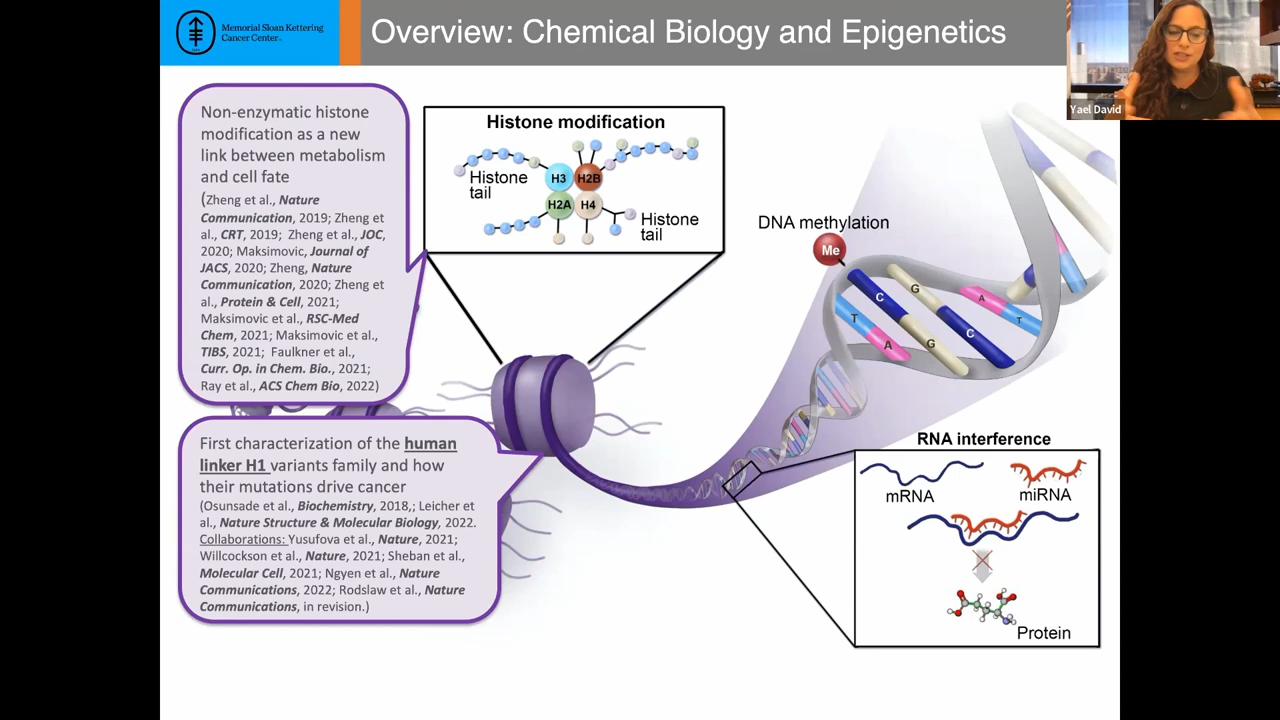 Memorial Sloan Kettering
Cancer Center
Overview: Chemical Biology and Epigenetics
Yael David
Non-enzymatic histone
modification as a new
link between metabolism
and cell fate
(Zheng et al., Nature
Communication, 2019; Zheng et
al., CRT, 2019; Zheng et al., JOC,
2020; Maksimovic, Journal of
JACS, 2020; Zheng, Nature
Communication, 2020; Zheng et
al., Protein & Cell, 2021;
Maksimovic et al., RSC-Med
Chem, 2021; Maksimovic et al.,
TIBS, 2021; Faulkner et al.,
Curr. Op. in Chem. Bio., 2021;
Ray et al., ACS Chem Bio, 2022)
Histone modification
Histone
tail
H3
H2B
H2A
H4
Histone
tail
DNA methylation
Me
C
G
T
A
G
C
A
T
First characterization of the human
linker H1 variants family and how
their mutations drive cancer
(Osunsade et al., Biochemistry, 2018,; Leicher et
al., Nature Structure & Molecular Biology, 2022.
Collaborations: Yusufova et al., Nature, 2021;
Willcockson et al., Nature, 2021; Sheban et al.,
Molecular Cell, 2021; Ngyen et al., Nature
Communications, 2022; Rodslaw et al., Nature
Communications, in revision.)
RNA interference
mRNA
miRNA
Protein